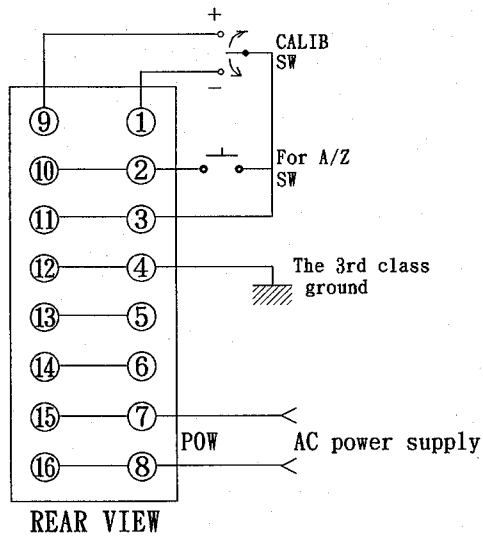 +
CALIB
SW
−
⑨ ①
⑩ ② For A/Z
SW
⑪ ③
⑫ ④ The 3rd class
ground
⑬ ⑤
⑭ ⑥
⑮ ⑦
POW AC power supply
⑯ ⑧
REAR VIEW